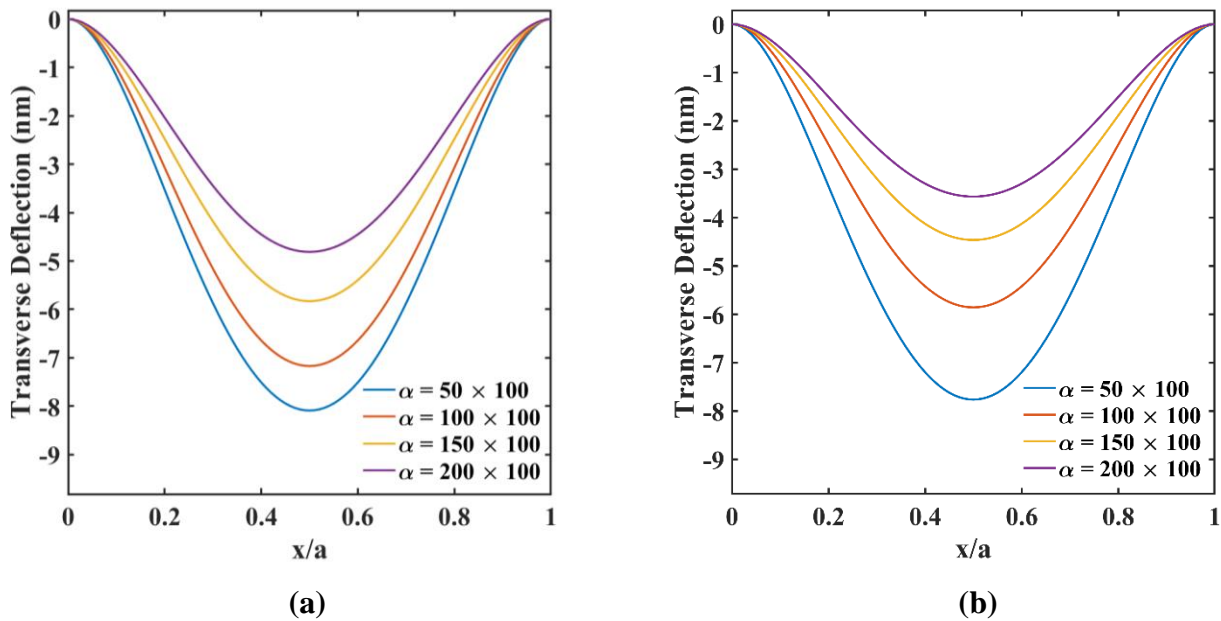 0
-1
-2
-3
-4
-5
-6
-7
-8
-9
Transverse Deflection (nm)
α = 50 × 100
α = 100 × 100
α = 150 × 100
α = 200 × 100
0 0.2 0.4 0.6 0.8 1
x/a
(a)
0
-1
-2
-3
-4
-5
-6
-7
-8
-9
Transverse Deflection (nm)
α = 50 × 100
α = 100 × 100
α = 150 × 100
α = 200 × 100
0 0.2 0.4 0.6 0.8 1
x/a
(b)